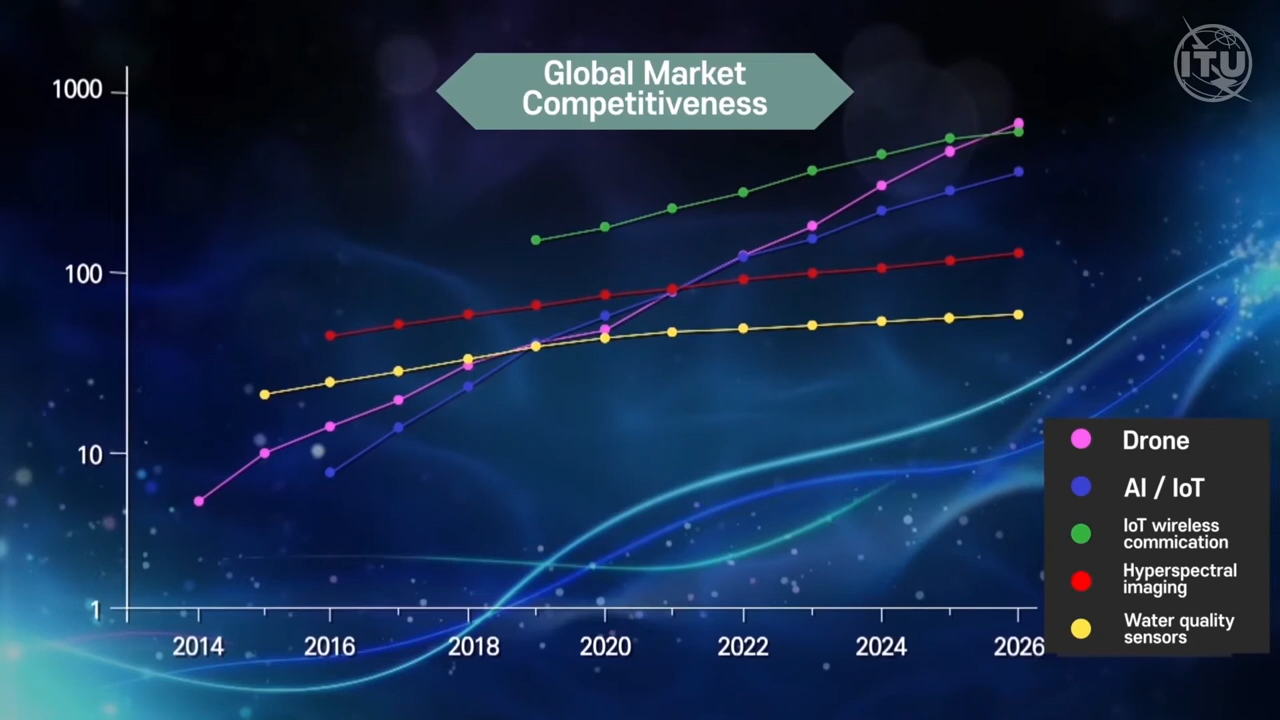 ITU
Global Market
Competitiveness
1000
100
10
1
2014 2016 2018 2020 2022 2024 2026
Drone
AI / IoT
IoT wireless
commication
Hyperspectral
imaging
Water quality
sensors